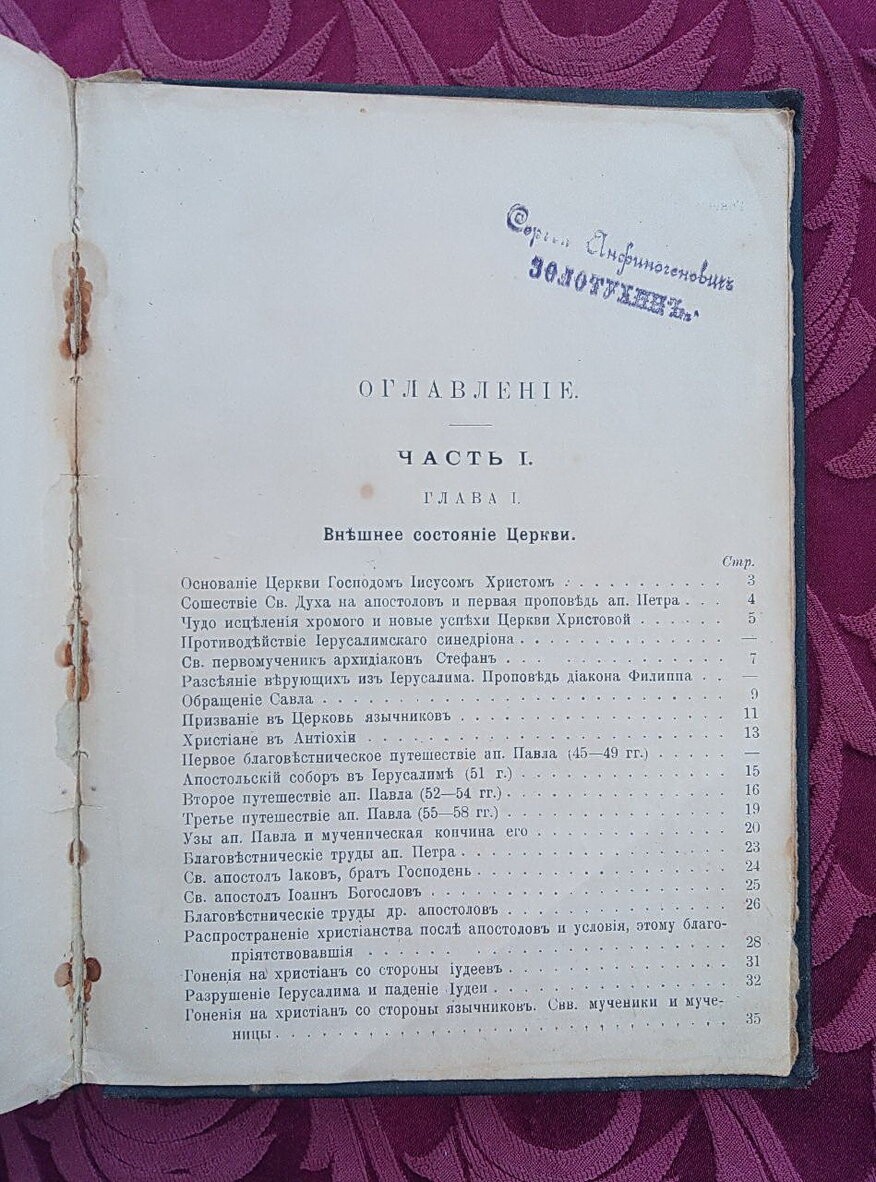 Сергѣй Анфиногеновичъ
ЗОЛОТУХИНЪ.
ОГЛАВЛЕНІЕ.
ЧАСТЬ I.
ГЛАВА I.
Внѣшнее состояніе Церкви.
Стр.
Основаніе Церкви Господомъ Іисусомъ Христомъ . . . . . . . . . . 3
Сошествіе Св. Духа на апостоловъ и первая проповѣдь ап. Петра . . . 4
Чудо исцѣленія хромого и новые успѣхи Церкви Христовой . . . . . . 5
Противодѣйствіе Іерусалимскаго синедріона . . . . . . . . . . . . . —
Св. первомученикъ архидіаконъ Стефанъ . . . . . . . . . . . . . 7
Разсѣяніе вѣрующихъ изъ Іерусалима. Проповѣдь діакона Филиппа . . —
Обращеніе Савла . . . . . . . . . . . . . . . . . . . . . . . . 9
Призваніе въ Церковь язычниковъ . . . . . . . . . . . . . . . . 11
Христіане въ Антіохіи . . . . . . . . . . . . . . . . . . . . . . 13
Первое благовѣстническое путешествіе ап. Павла (45—49 гг.) . . . . . —
Апостольскій соборъ въ Іерусалимѣ (51 г.) . . . . . . . . . . . . . 15
Второе путешествіе ап. Павла (52—54 гг.) . . . . . . . . . . . . . . 16
Третье путешествіе ап. Павла (55—58 гг.) . . . . . . . . . . . . . . 19
Узы ап. Павла и мученическая кончина его . . . . . . . . . . . . 20
Благовѣстническіе труды ап. Петра . . . . . . . . . . . . . . . . 23
Св. апостолъ Іаковъ, братъ Господень . . . . . . . . . . . . . . . 24
Св. апостолъ Іоаннъ Богословъ . . . . . . . . . . . . . . . . . . 25
Благовѣстническіе труды др. апостоловъ . . . . . . . . . . . . . . 26
Распространеніе христіанства послѣ апостоловъ и условія, этому благо-
пріятствовавшія . . . . . . . . . . . . . . . . . . . . . 28
Гоненія на христіанъ со стороны іудеевъ . . . . . . . . . . . . . . 31
Разрушеніе Іерусалима и паденіе Іудеи . . . . . . . . . . . . . . . 32
Гоненія на христіанъ со стороны язычниковъ. Свв. мученики и муче-
ницы . . . . . . . . . . . . . . . . . . . . . . . . . . 35